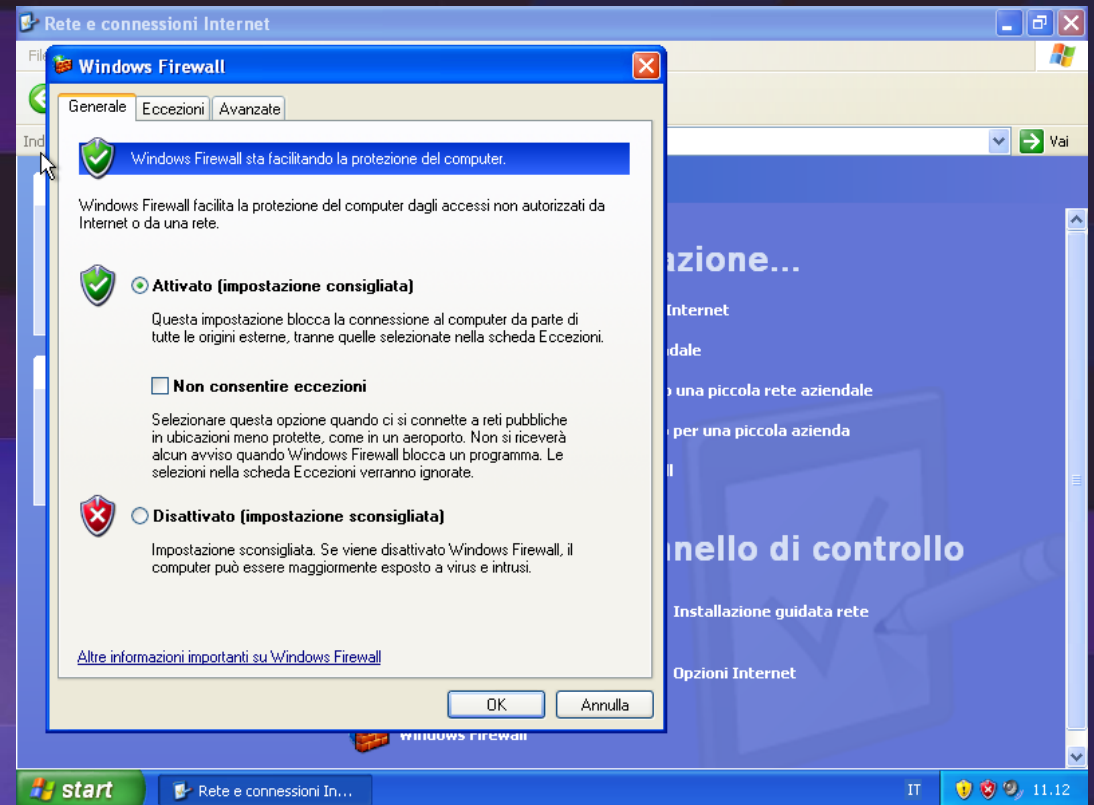 Rete e connessioni Internet
File
Windows Firewall
Generale
Eccezioni
Avanzate
Ind
Vai
Windows Firewall sta facilitando la protezione del computer.
Windows Firewall facilita la protezione del computer dagli accessi non autorizzati da
Internet o da una rete.
azione...
Attivato (impostazione consigliata)
Internet
Questa impostazione blocca la connessione al computer da parte di
tutte le origini esterne, tranne quelle selezionate nella scheda Eccezioni.
dale
Non consentire eccezioni
una piccola rete aziendale
Selezionare questa opzione quando ci si connette a reti pubbliche
in ubicazioni meno protette, come in un aeroporto. Non si riceverà
alcun avviso quando Windows Firewall blocca un programma. Le
selezioni nella scheda Eccezioni verranno ignorate.
per una piccola azienda
Disattivato (impostazione sconsigliata)
Impostazione sconsigliata. Se viene disattivato Windows Firewall, il
computer può essere maggiormente esposto a virus e intrusi.
nello di controllo
Installazione guidata rete
Altre informazioni importanti su Windows Firewall
Opzioni Internet
OK
Annulla
Windows Firewall
start
Rete e connessioni In...
IT
11.12